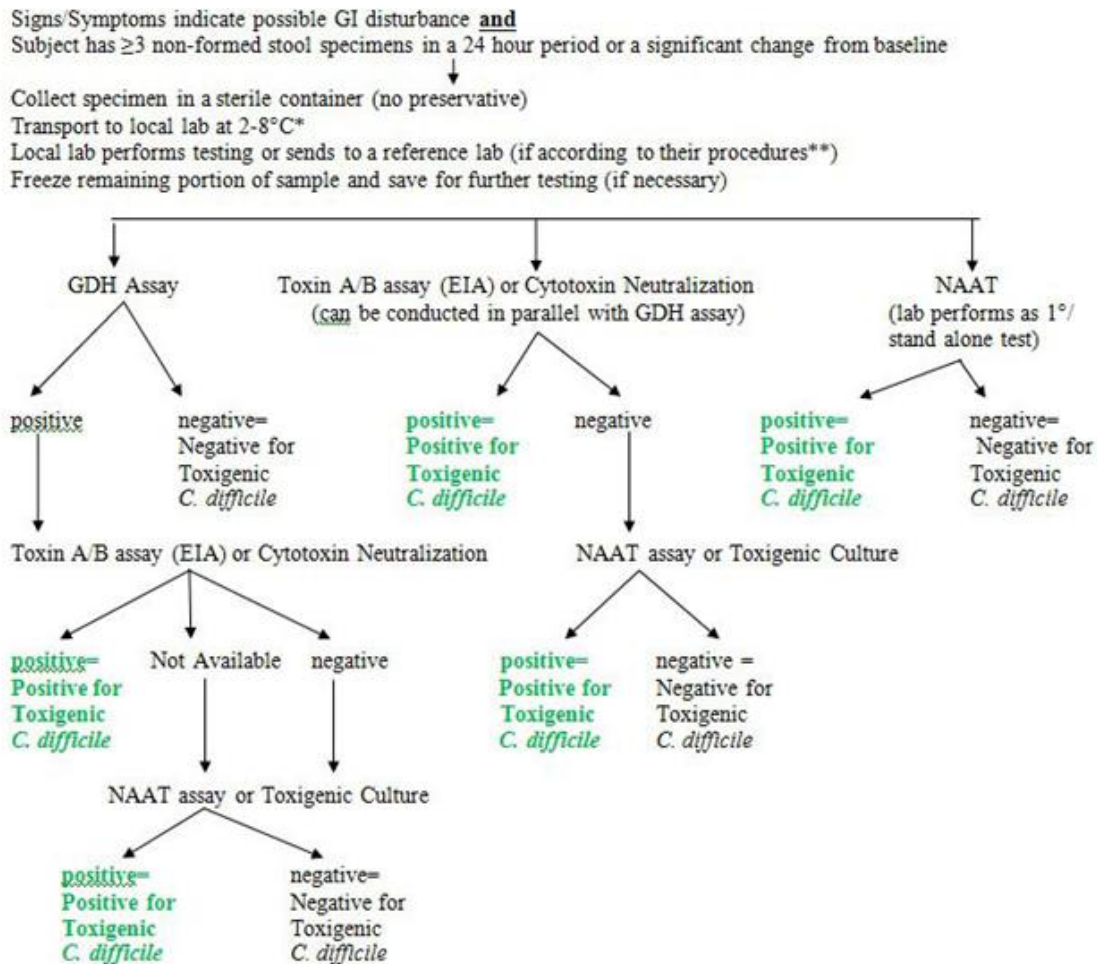 Signs/Symptoms indicate possible GI disturbance and
Subject has ≥3 non-formed stool specimens in a 24 hour period or a significant change from baseline
Collect specimen in a sterile container (no preservative)
Transport to local lab at 2-8°C*
Local lab performs testing or sends to a reference lab (if according to their procedures**)
Freeze remaining portion of sample and save for further testing (if necessary)
GDH Assay
Toxin A/B assay (EIA) or Cytotoxin Neutralization
(can be conducted in parallel with GDH assay)
NAAT
(lab performs as 1°/
stand alone test)
positive
negative=
Negative for
Toxigenic
C. difficile
positive=
Positive for
Toxigenic
C. difficile
negative
positive=
Positive for
Toxigenic
C. difficile
negative=
Negative for
Toxigenic
C. difficile
Toxin A/B assay (EIA) or Cytotoxin Neutralization
NAAT assay or Toxigenic Culture
positive=
Positive for
Toxigenic
C. difficile
Not Available
negative
positive=
Positive for
Toxigenic
C. difficile
negative =
Negative for
Toxigenic
C. difficile
NAAT assay or Toxigenic Culture
positive=
Positive for
Toxigenic
C. difficile
negative=
Negative for
Toxigenic
C. difficile